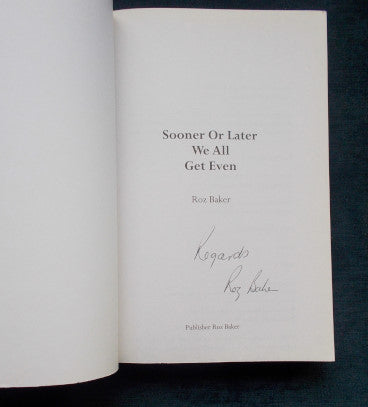 Sooner Or Later
We All
Get Even
Roz Baker
Regards
Roz Baker
Publisher Roz Baker